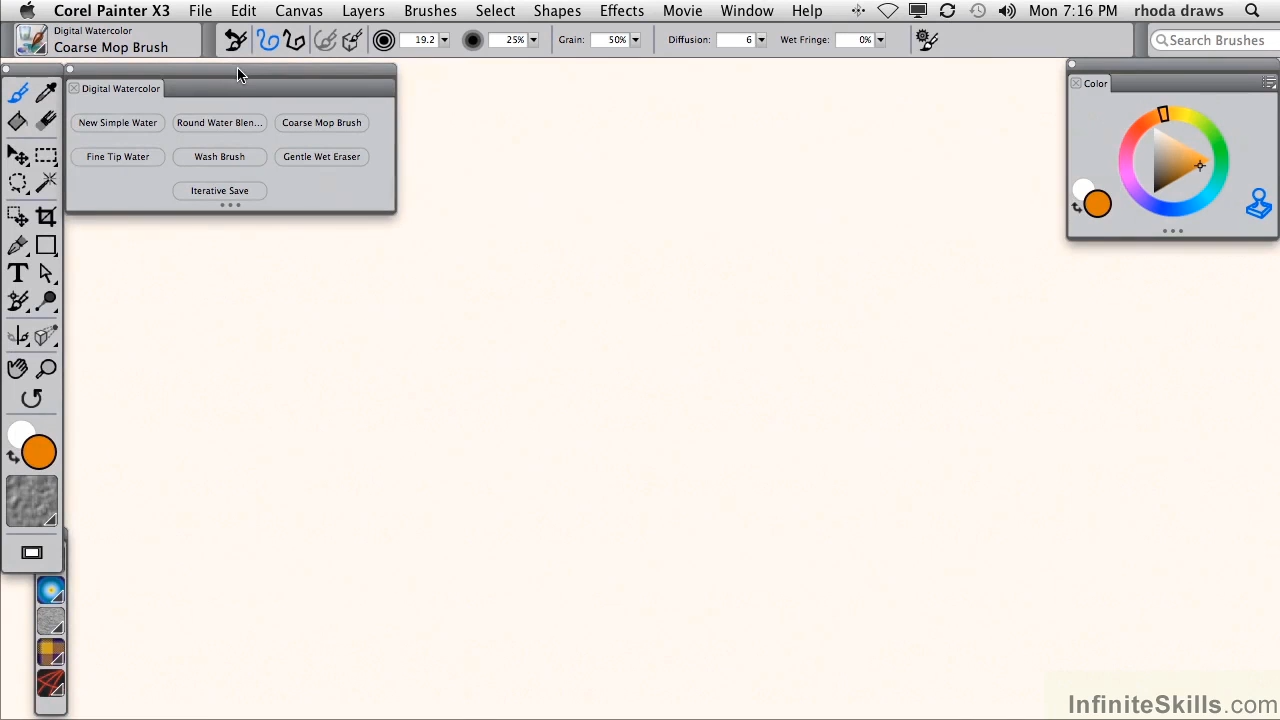 Corel Painter X3 File Edit Canvas Layers Brushes Select Shapes Effects Movie Window Help Mon 7:16 PM rhoda draws
Digital Watercolor
Coarse Mop Brush
19.2 25% Grain: 50% Diffusion: 6 Wet Fringe: 0% Search Brushes
Digital Watercolor
New Simple Water Round Water Blen... Coarse Mop Brush
Fine Tip Water Wash Brush Gentle Wet Eraser
Iterative Save
Color
T
InfiniteSkills.com